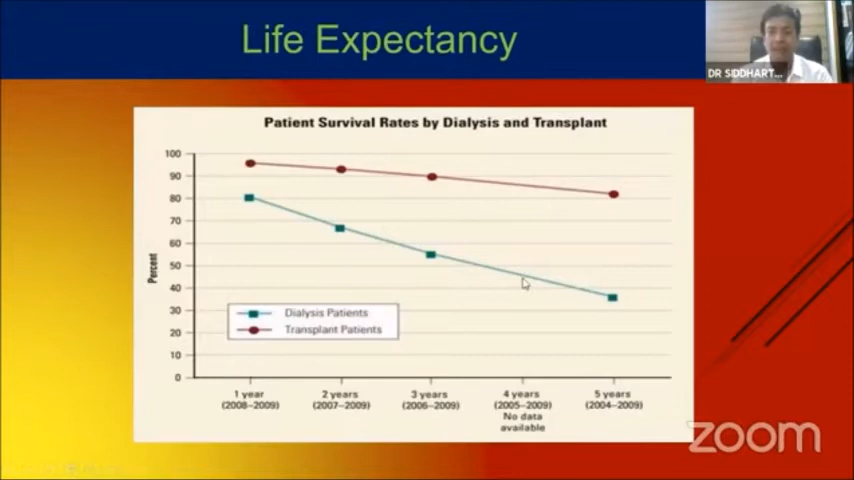 Life Expectancy
DR SIDDHART...
Patient Survival Rates by Dialysis and Transplant
100
90
80
70
60
50
40
30
20
10
0
Percent
Dialysis Patients
Transplant Patients
1 year
(2008–2009)
2 years
(2007–2009)
3 years
(2006–2009)
4 years
(2005–2009)
No data
available
5 years
(2004–2009)
zoom